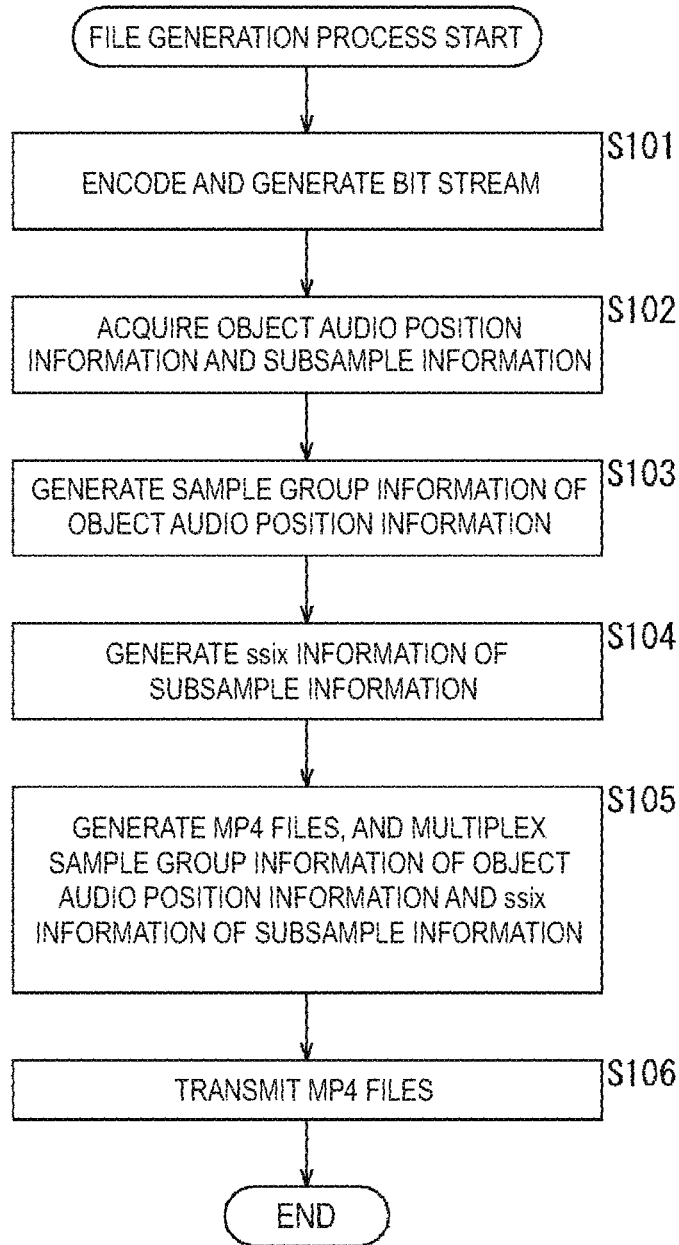 FILE GENERATION PROCESS START
S101
ENCODE AND GENERATE BIT STREAM
S102
ACQUIRE OBJECT AUDIO POSITION
INFORMATION AND SUBSAMPLE INFORMATION
S103
GENERATE SAMPLE GROUP INFORMATION OF
OBJECT AUDIO POSITION INFORMATION
S104
GENERATE ssix INFORMATION OF
SUBSAMPLE INFORMATION
S105
GENERATE MP4 FILES, AND MULTIPLEX
SAMPLE GROUP INFORMATION OF OBJECT
AUDIO POSITION INFORMATION AND ssix
INFORMATION OF SUBSAMPLE INFORMATION
S106
TRANSMIT MP4 FILES
END